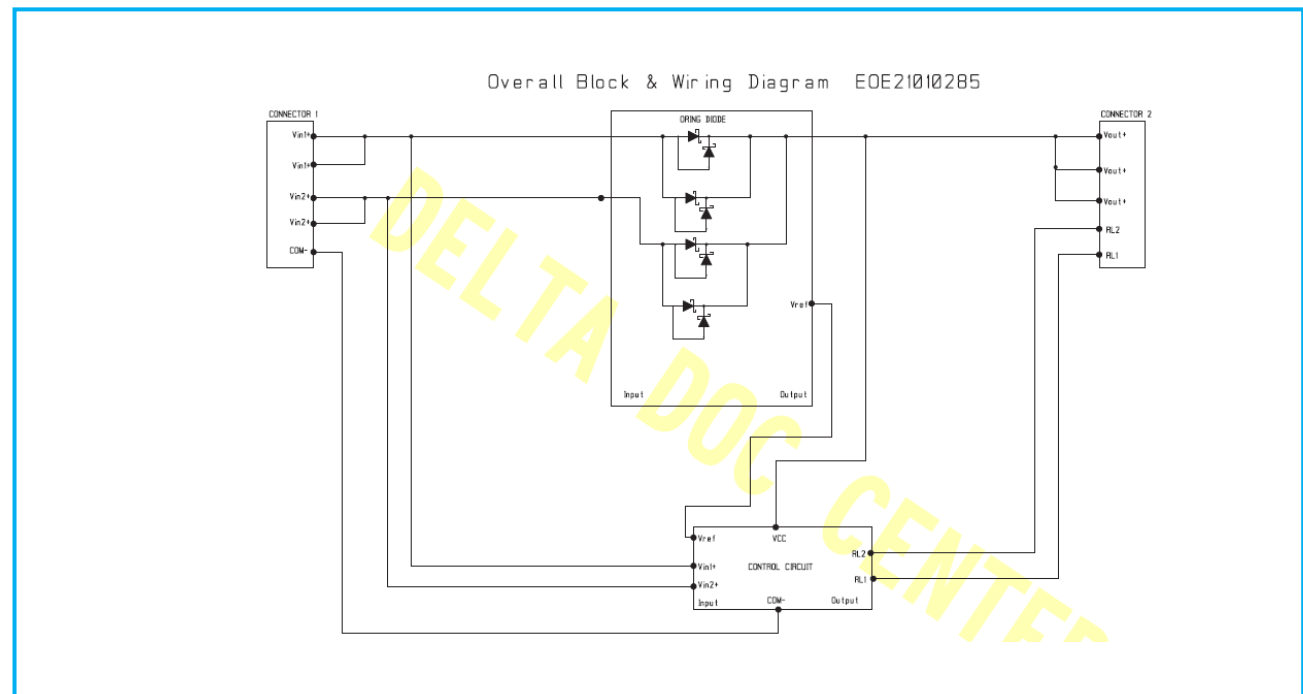 Overall Block & Wiring Diagram EOE21010285
CONNECTOR 1
Vin1+
Vin1+
Vin2+
Vin2+
COM-
ORING DIODE
Vref
Input
Output
CONNECTOR 2
Vout+
Vout+
Vout+
RL2
RL1
Vref
VCC
RL2
Vin1+
CONTROL CIRCUIT
RL1
Vin2+
Input
COM-
Output
DELTA DOC CENTER